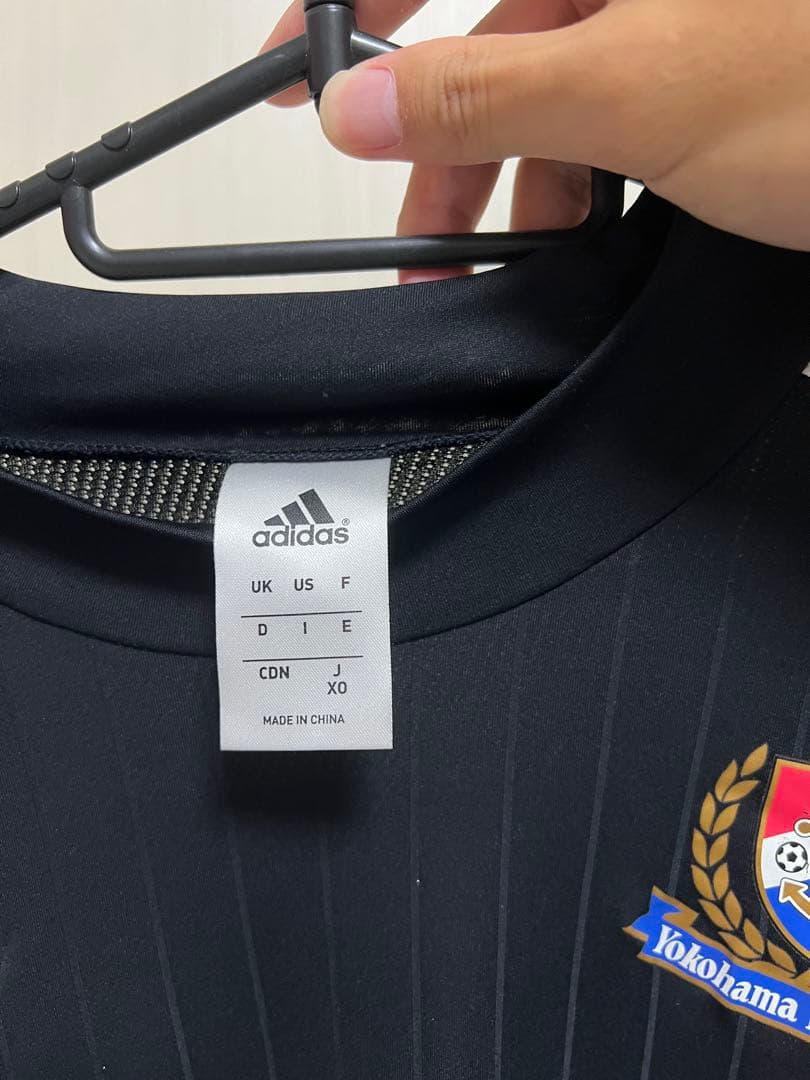 adidas®
UK US F
D I E
CDN J
XO
MADE IN CHINA
Yokohama